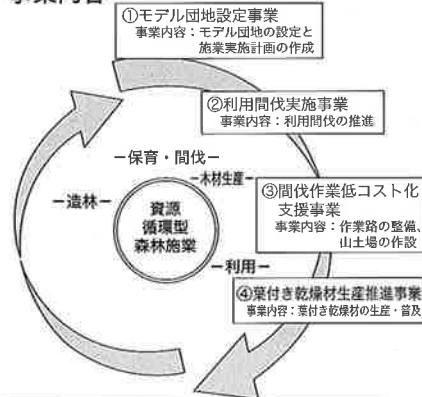 ①モデル団地設定事業
事業内容：モデル団地の設定と
施業実施計画の作成
②利用間伐実施事業
事業内容：利用間伐の推進
－保育・間伐－
－木材生産－
－造林－
資源
循環型
森林施業
③間伐作業低コスト化
支援事業
事業内容：作業路の整備、
山土場の作設
－利用－
④葉付き乾燥材生産推進事業
事業内容：葉付き乾燥材の生産・普及